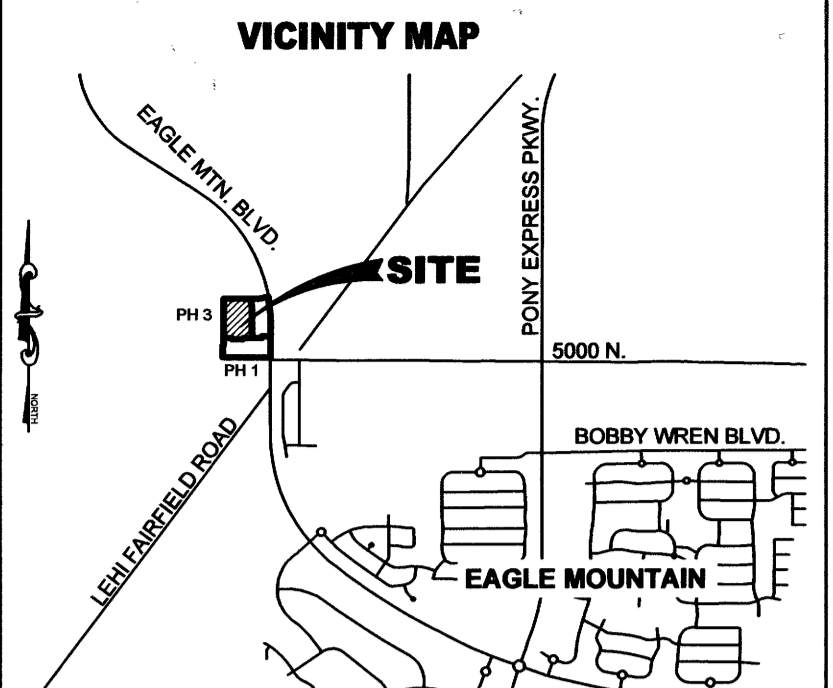 VICINITY MAP
EAGLE MTN. BLVD.
PONY EXPRESS PKWY.
SITE
PH 3
5000 N.
PH 1
NORTH
BOBBY WREN BLVD.
LEHI FAIRFIELD ROAD
EAGLE MOUNTAIN